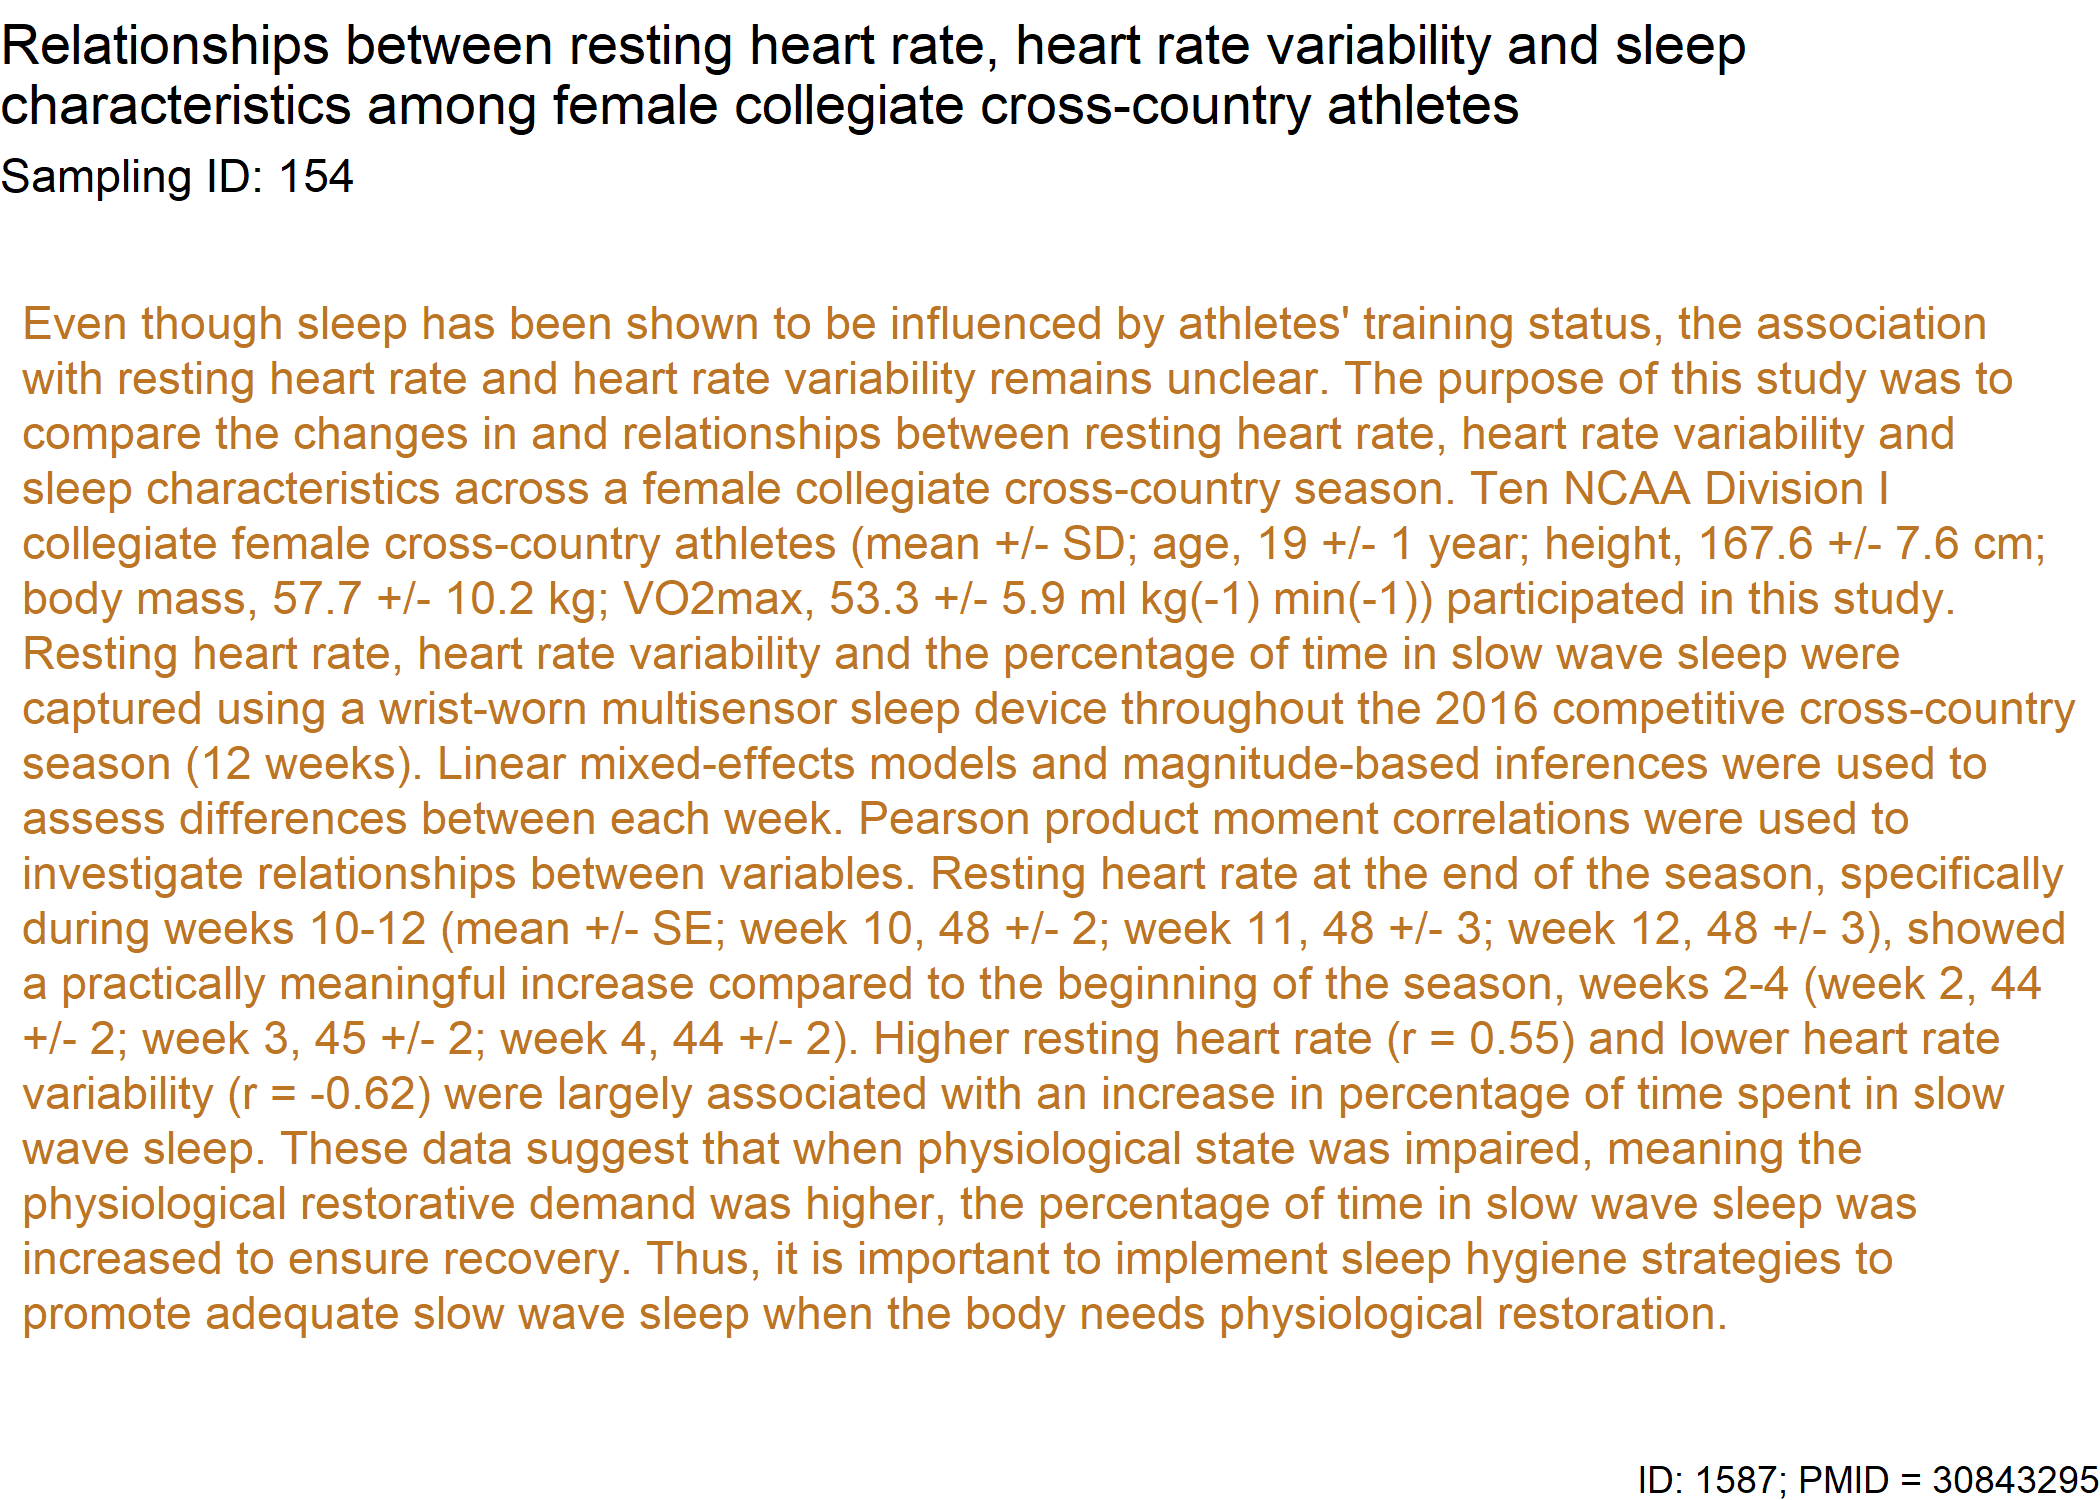 Relationships between resting heart rate, heart rate variability and sleep
characteristics among female collegiate cross-country athletes
Sampling ID: 154
Even though sleep has been shown to be influenced by athletes' training status, the association
with resting heart rate and heart rate variability remains unclear. The purpose of this study was to
compare the changes in and relationships between resting heart rate, heart rate variability and
sleep characteristics across a female collegiate cross-country season. Ten NCAA Division I
collegiate female cross-country athletes (mean +/- SD; age, 19 +/- 1 year; height, 167.6 +/- 7.6 cm;
body mass, 57.7 +/- 10.2 kg; VO2max, 53.3 +/- 5.9 ml kg(-1) min(-1)) participated in this study.
Resting heart rate, heart rate variability and the percentage of time in slow wave sleep were
captured using a wrist-worn multisensor sleep device throughout the 2016 competitive cross-country
season (12 weeks). Linear mixed-effects models and magnitude-based inferences were used to
assess differences between each week. Pearson product moment correlations were used to
investigate relationships between variables. Resting heart rate at the end of the season, specifically
during weeks 10-12 (mean +/- SE; week 10, 48 +/- 2; week 11, 48 +/- 3; week 12, 48 +/- 3), showed
a practically meaningful increase compared to the beginning of the season, weeks 2-4 (week 2, 44
+/- 2; week 3, 45 +/- 2; week 4, 44 +/- 2). Higher resting heart rate (r = 0.55) and lower heart rate
variability (r = -0.62) were largely associated with an increase in percentage of time spent in slow
wave sleep. These data suggest that when physiological state was impaired, meaning the
physiological restorative demand was higher, the percentage of time in slow wave sleep was
increased to ensure recovery. Thus, it is important to implement sleep hygiene strategies to
promote adequate slow wave sleep when the body needs physiological restoration.
ID: 1587; PMID = 30843295